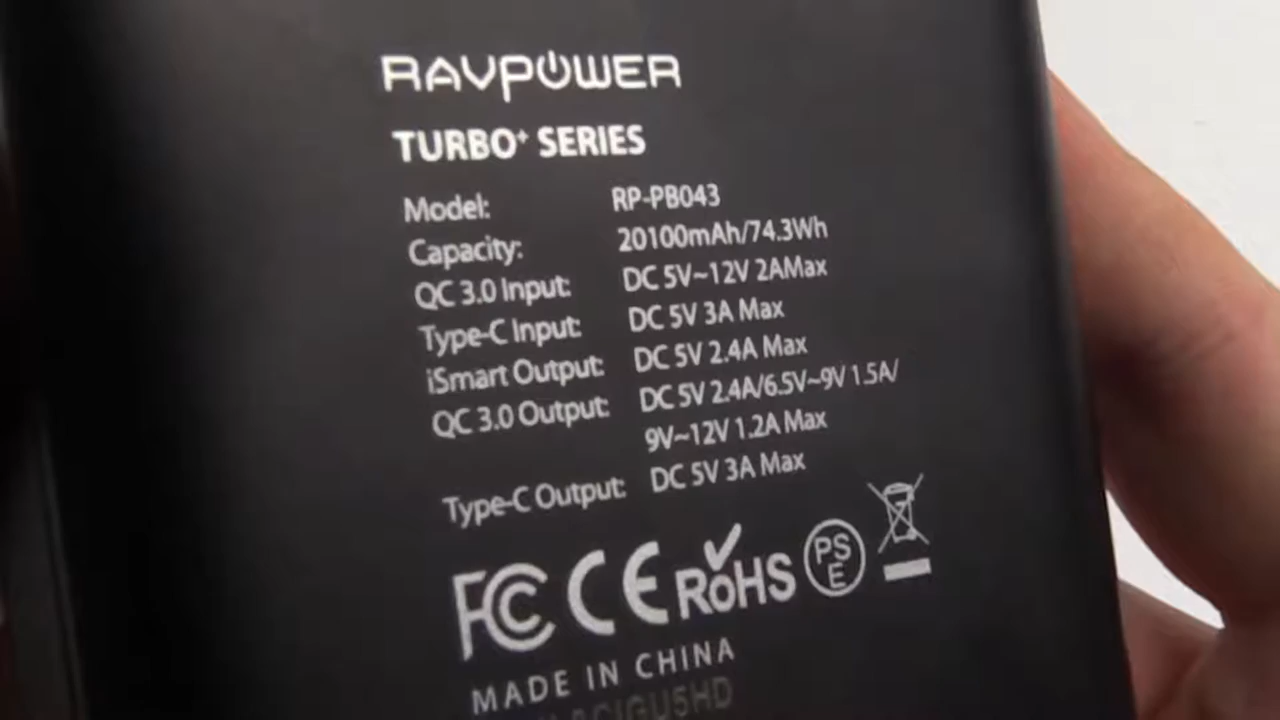 RAVPOWER
TURBO+ SERIES
Model: RP-PB043
Capacity: 20100mAh/74.3Wh
QC 3.0 Input: DC 5V~12V 2AMax
Type-C Input: DC 5V 3A Max
iSmart Output: DC 5V 2.4A Max
QC 3.0 Output: DC 5V 2.4A/6.5V~9V 1.5A/
9V~12V 1.2A Max
Type-C Output: DC 5V 3A Max
FC CE RoHS PSE
MADE IN CHINA